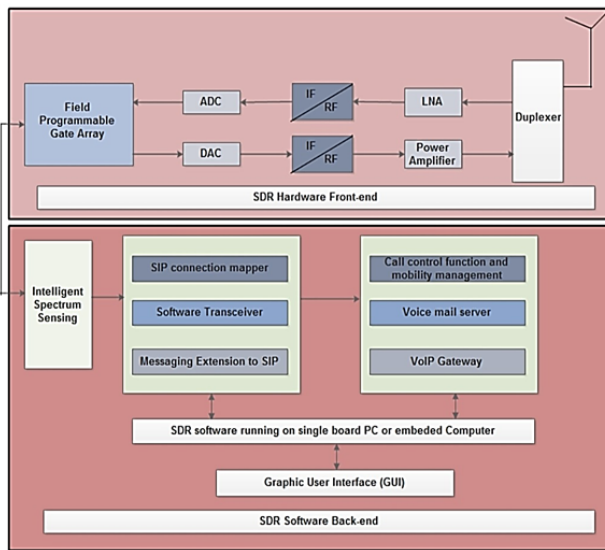 Field
Programmable
Gate Array
ADC
IF
RF
LNA
Duplexer
DAC
IF
RF
Power
Amplifier
SDR Hardware Front-end
Intelligent
Spectrum
Sensing
SIP connection mapper
Software Transceiver
Messaging Extension to SIP
Call control function and
mobility management
Voice mail server
VoIP Gateway
SDR software running on single board PC or embeded Computer
Graphic User Interface (GUI)
SDR Software Back-end